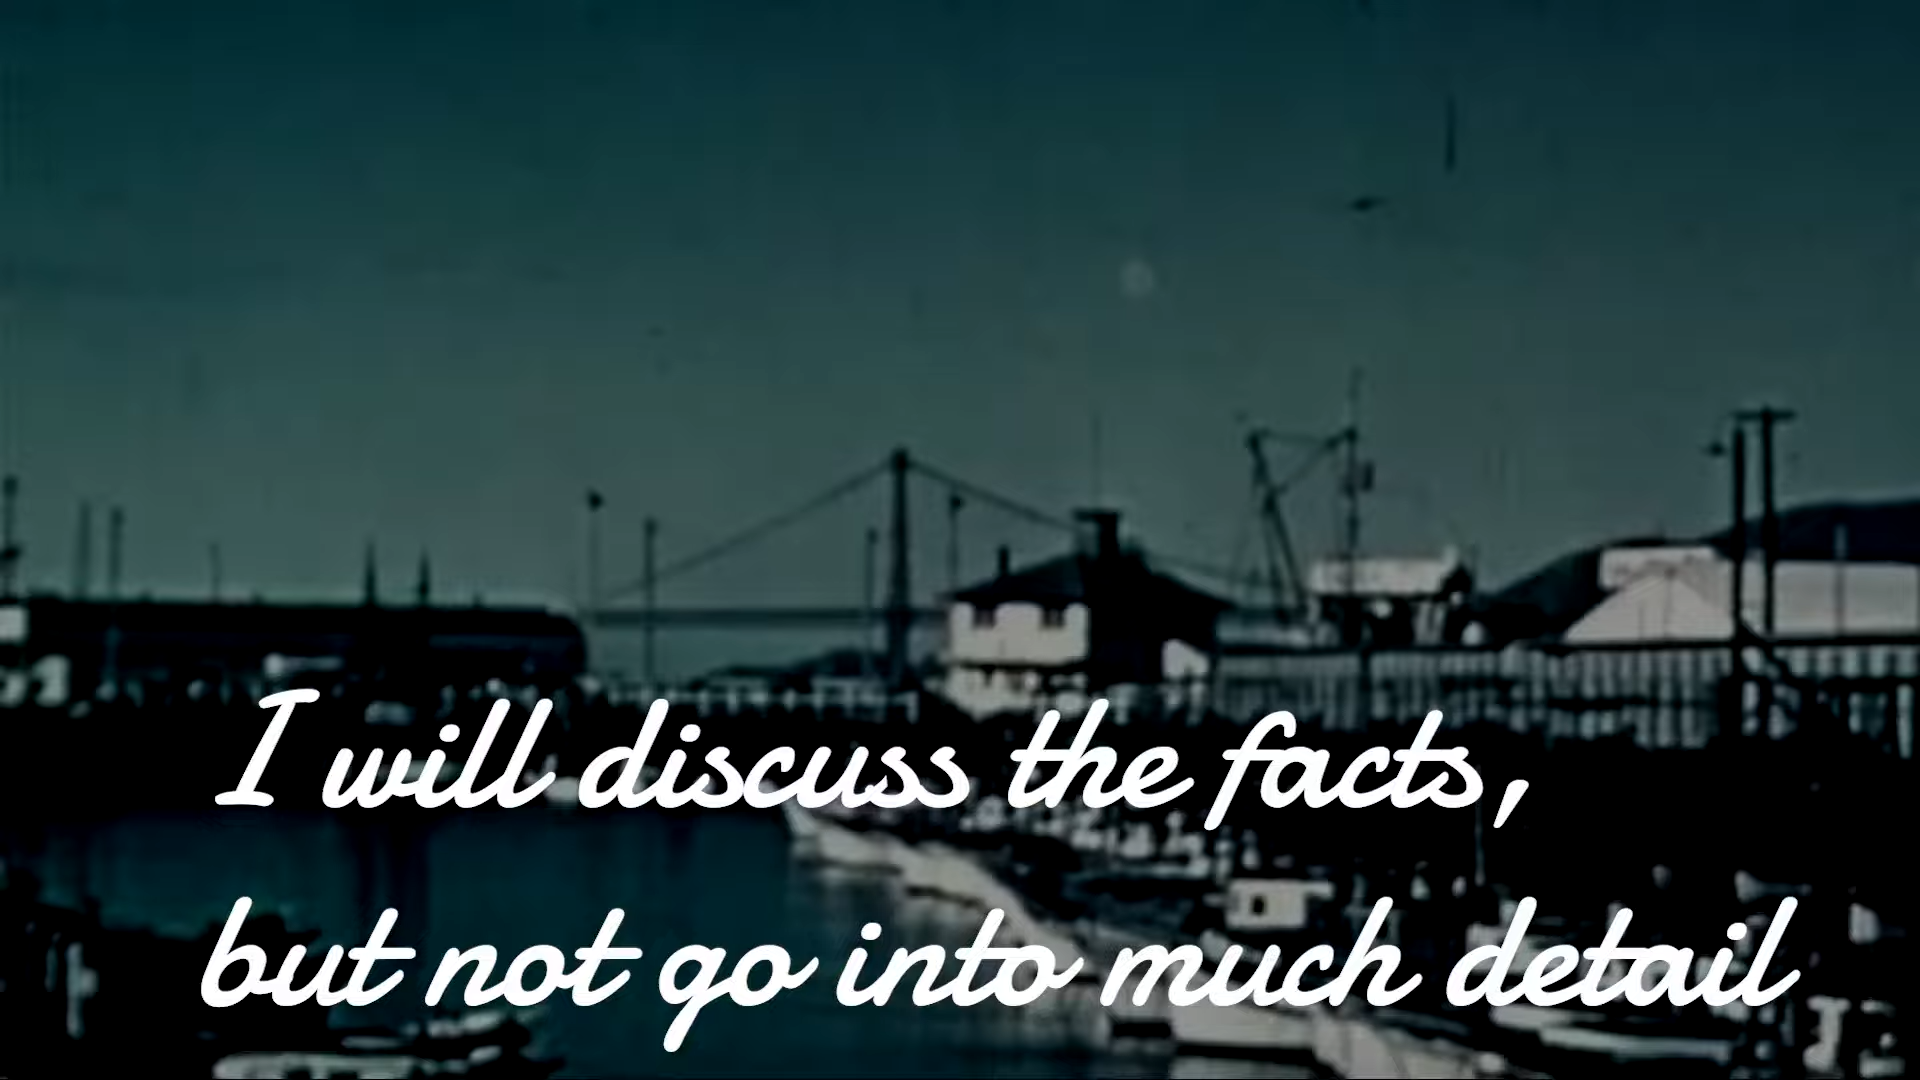 I will discuss the facts,
but not go into much detail